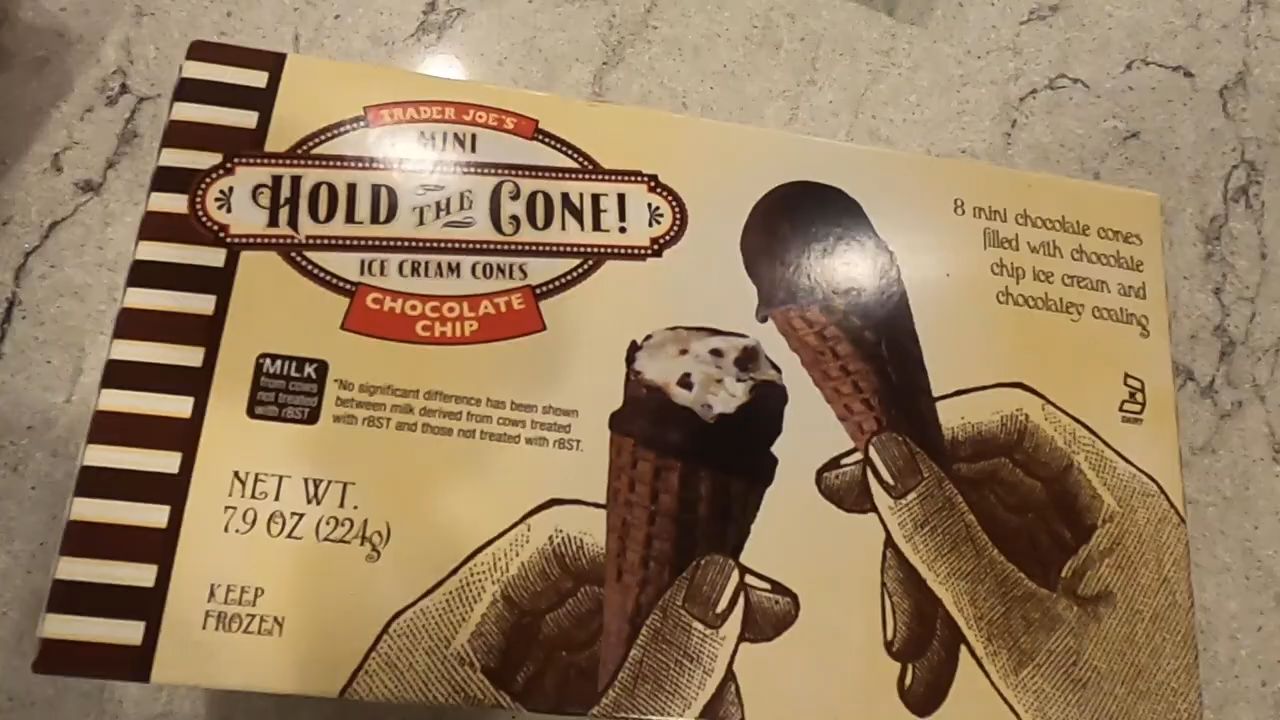 TRADER JOE'S
MINI
HOLD THE CONE!
ICE CREAM CONES
CHOCOLATE
CHIP
8 mini chocolate cones
filled with chocolate
chip ice cream and
chocolatey coating
*MILK
from cows
not treated
with rBST
*No significant difference has been shown
between milk derived from cows treated
with rBST and those not treated with rBST.
DAIRY
NET WT.
7.9 OZ (224g)
KEEP
FROZEN